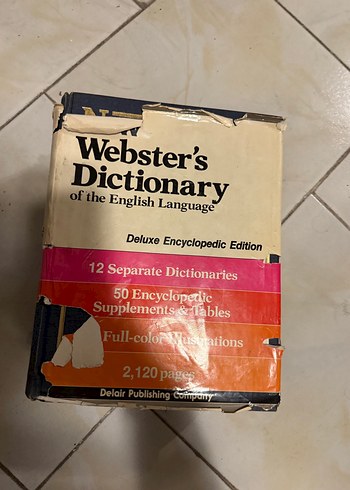 Webster's
Dictionary
of the English Language
Deluxe Encyclopedic Edition
12 Separate Dictionaries
50 Encyclopedic
Supplements & Tables
Full-color Illustrations
2,120 pages
Delair Publishing Company